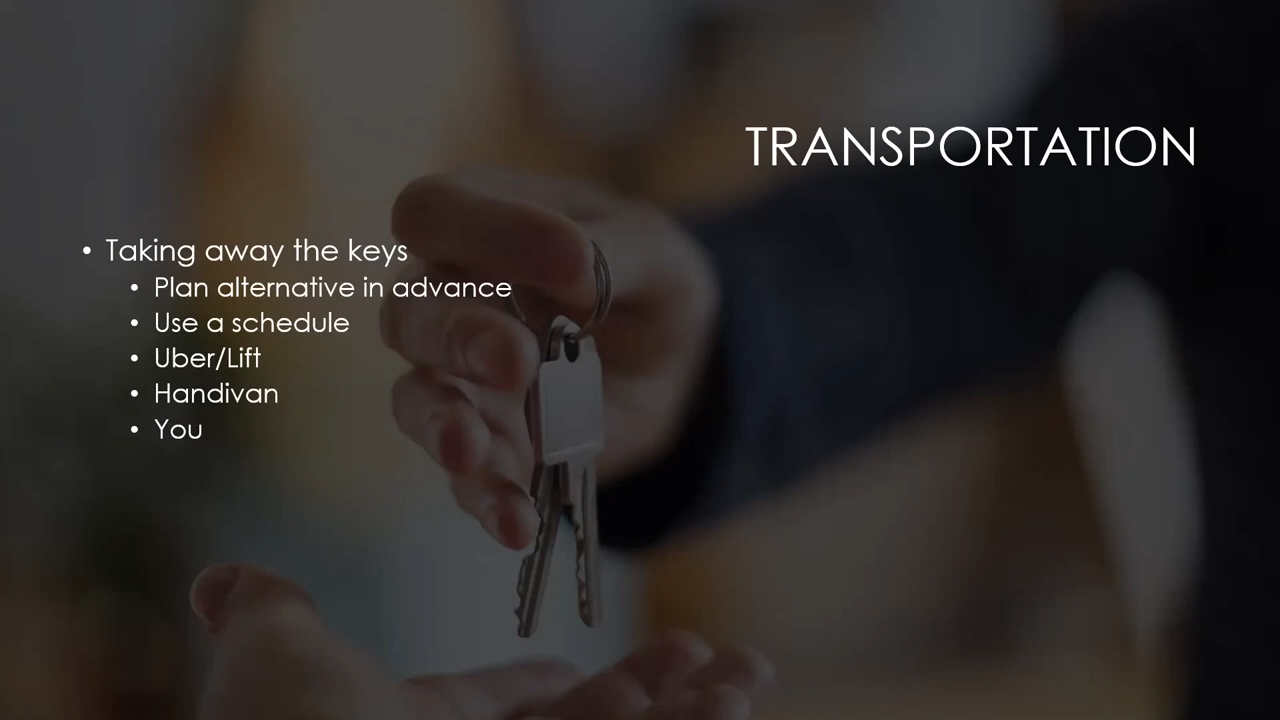 TRANSPORTATION
• Taking away the keys
• Plan alternative in advance
• Use a schedule
• Uber/Lift
• Handivan
• You